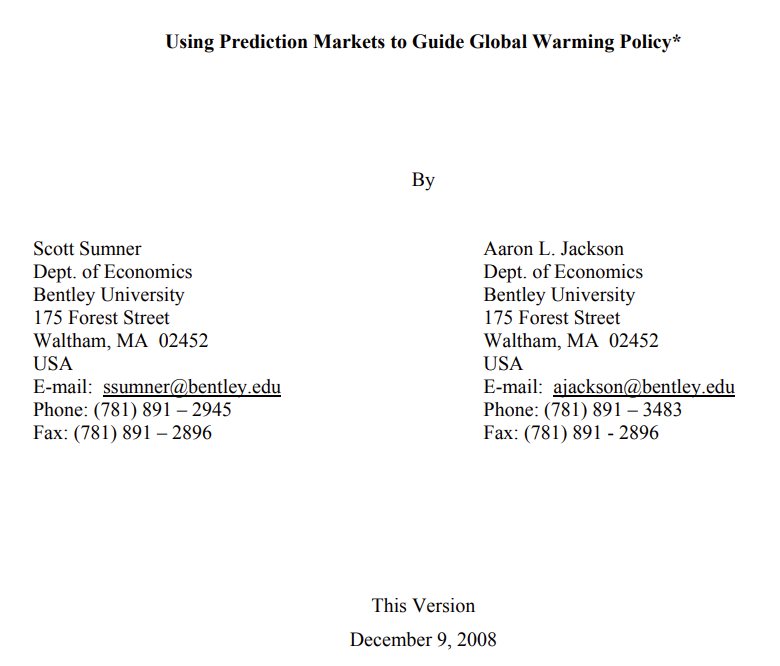 Using Prediction Markets to Guide Global Warming Policy*
By
Scott Sumner
Dept. of Economics
Bentley University
175 Forest Street
Waltham, MA  02452
USA
E-mail:  ssumner@bentley.edu
Phone: (781) 891 – 2945
Fax: (781) 891 – 2896
Aaron L. Jackson
Dept. of Economics
Bentley University
175 Forest Street
Waltham, MA  02452
USA
E-mail:  ajackson@bentley.edu
Phone: (781) 891 – 3483
Fax: (781) 891 - 2896
This Version
December 9, 2008